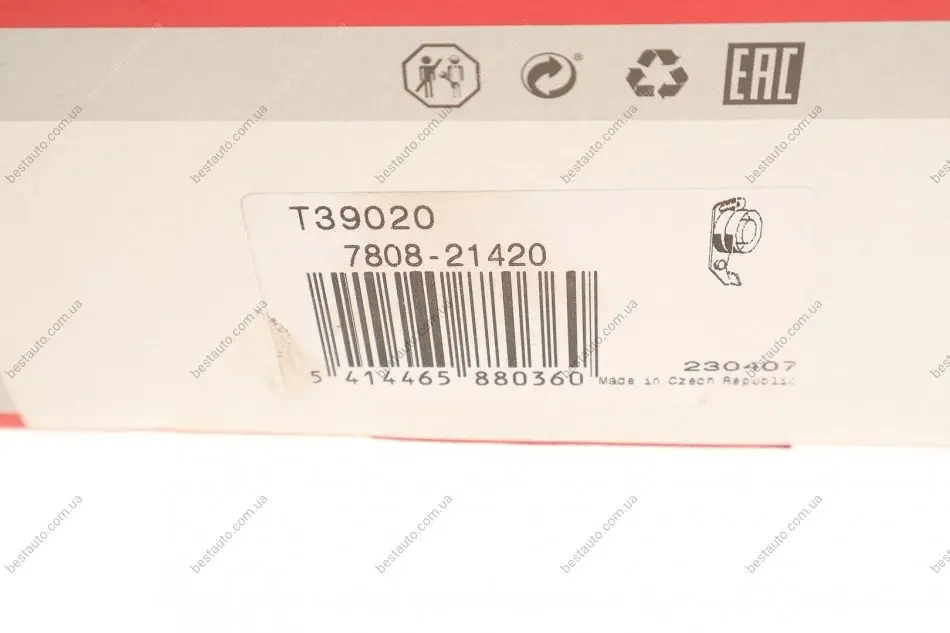 EAC
T39020
7808-21420
5 414465 880360
230407
Made in Czech Republic
bestauto.com.ua